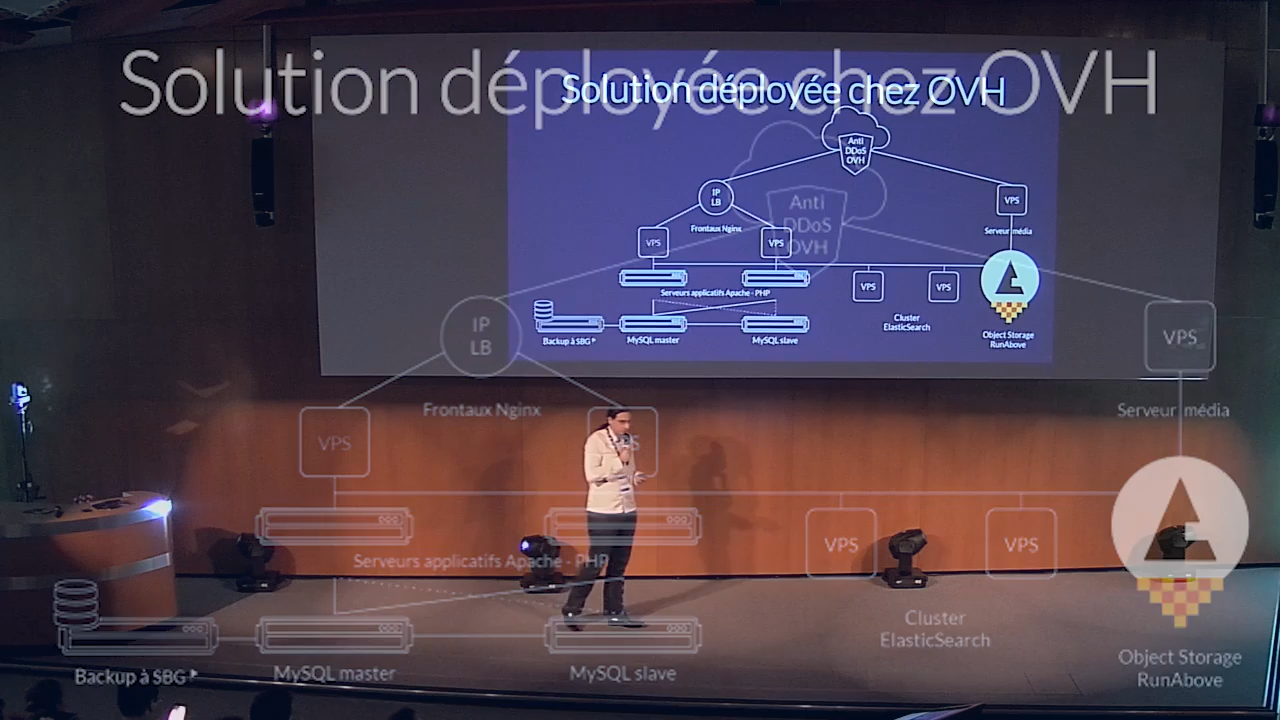 Solution déployée chez OVH
Anti
DDoS
OVH
IP
LB
VPS
Frontaux Nginx
Serveur média
VPS
VPS
Serveurs applicatifs Apache - PHP
VPS
VPS
Cluster
ElasticSearch
Backup à SBG
MySQL master
MySQL slave
Object Storage
RunAbove
Solution déployée chez OVH
Anti
DDoS
OVH
IP
LB
VPS
Frontaux Nginx
Serveur média
VPS
VPS
Serveurs applicatifs Apache - PHP
VPS
VPS
Cluster
ElasticSearch
Backup à SBG
MySQL master
MySQL slave
Object Storage
RunAbove